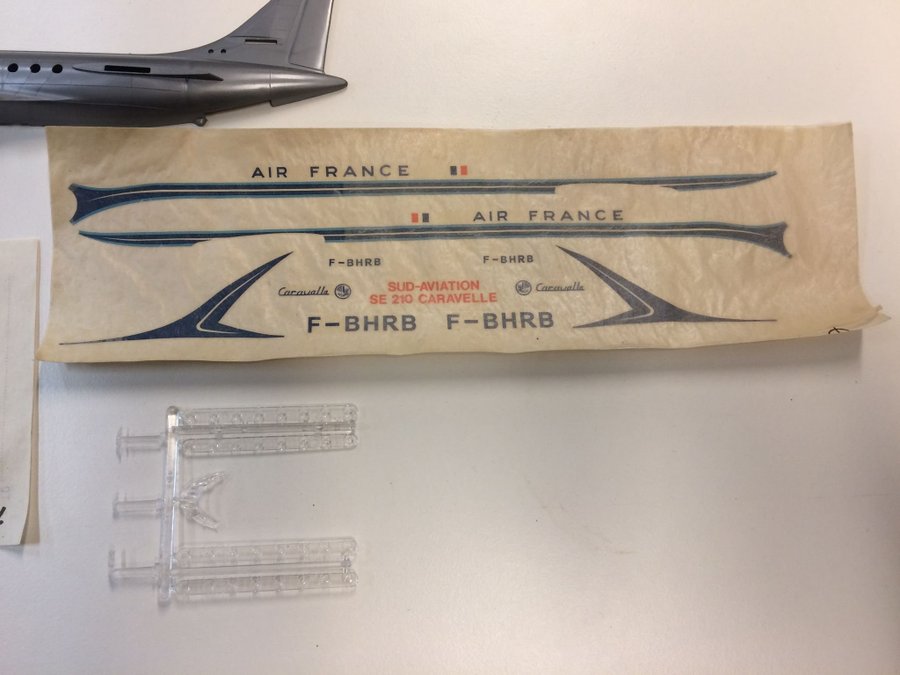 AIR FRANCE
AIR FRANCE
F-BHRB F-BHRB
Caravelle SUD-AVIATION Caravelle
SE 210 CARAVELLE
F-BHRB F-BHRB